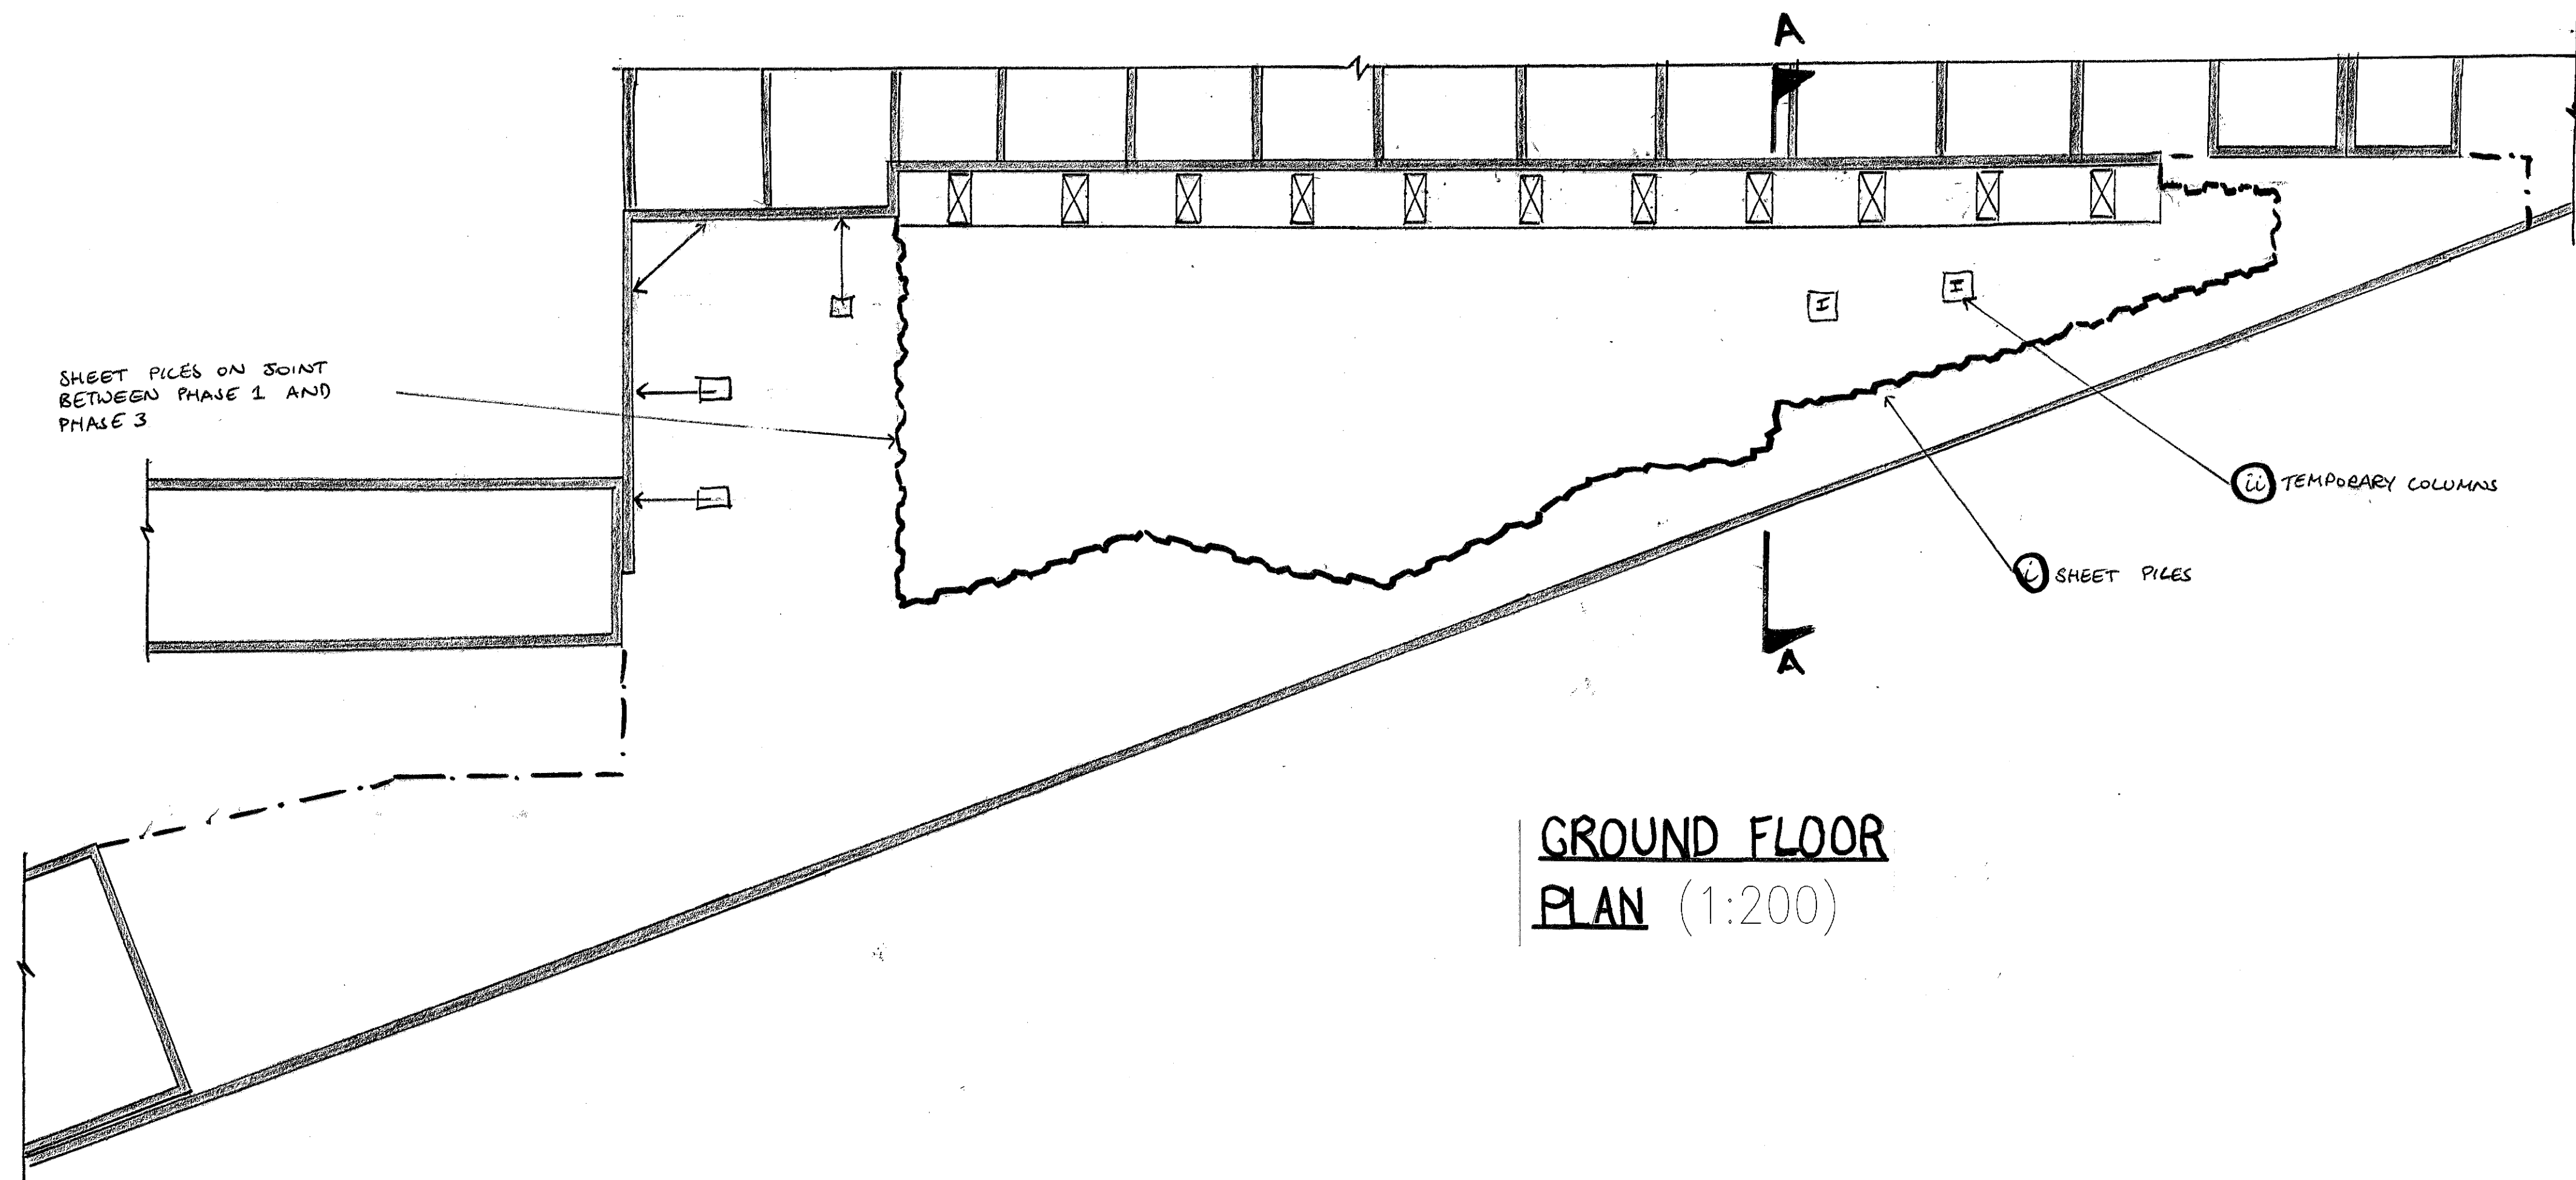 A
SHEET PILES ON JOINT
BETWEEN PHASE 1 AND
PHASE 3
I
I
ii TEMPORARY COLUMNS
i SHEET PILES
A
GROUND FLOOR
PLAN (1:200)